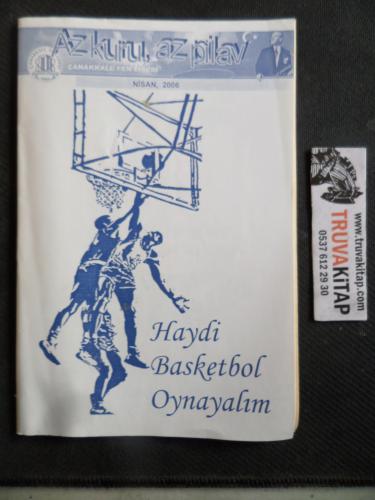 Az kuru, az pilav
ÇANAKKALE FEN LİSESİ
NİSAN, 2006
Haydi
Basketbol
Oynayalım
www.truvakitap.com
TRUVAKiTAP
0537 612 29 30